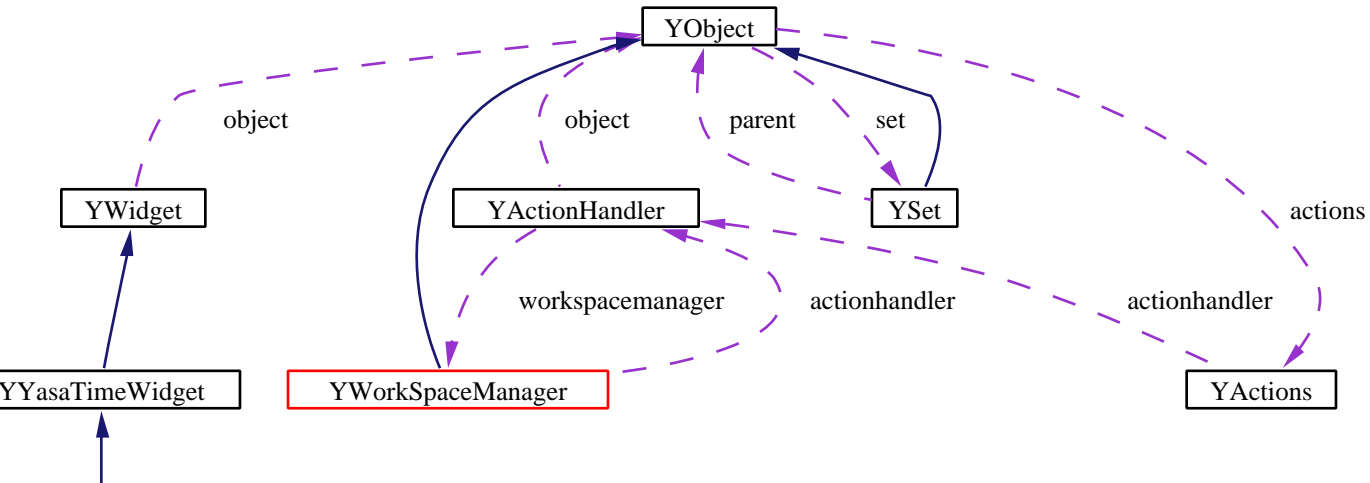 YObject
object
object
parent
set
YWidget
YActionHandler
YSet
actions
workspacemanager
actionhandler
actionhandler
YYasaTimeWidget
YWorkSpaceManager
YActions